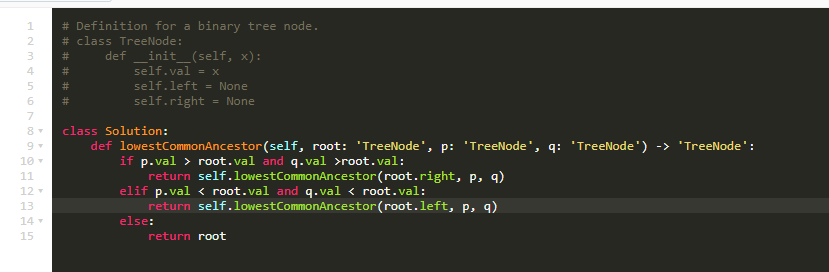 1 # Definition for a binary tree node.
2 # class TreeNode:
3 #     def __init__(self, x):
4 #         self.val = x
5 #         self.left = None
6 #         self.right = None
7
8 class Solution:
9     def lowestCommonAncestor(self, root: 'TreeNode', p: 'TreeNode', q: 'TreeNode') -> 'TreeNode':
10         if p.val > root.val and q.val >root.val:
11             return self.lowestCommonAncestor(root.right, p, q)
12         elif p.val < root.val and q.val < root.val:
13             return self.lowestCommonAncestor(root.left, p, q)
14         else:
15             return root